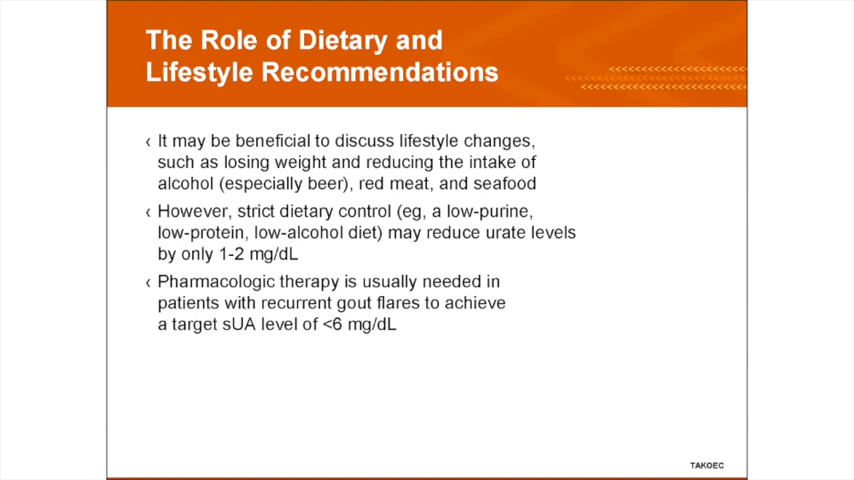 The Role of Dietary and
Lifestyle Recommendations
‹ It may be beneficial to discuss lifestyle changes,
such as losing weight and reducing the intake of
alcohol (especially beer), red meat, and seafood
‹ However, strict dietary control (eg, a low-purine,
low-protein, low-alcohol diet) may reduce urate levels
by only 1-2 mg/dL
‹ Pharmacologic therapy is usually needed in
patients with recurrent gout flares to achieve
a target sUA level of <6 mg/dL
TAKOEC